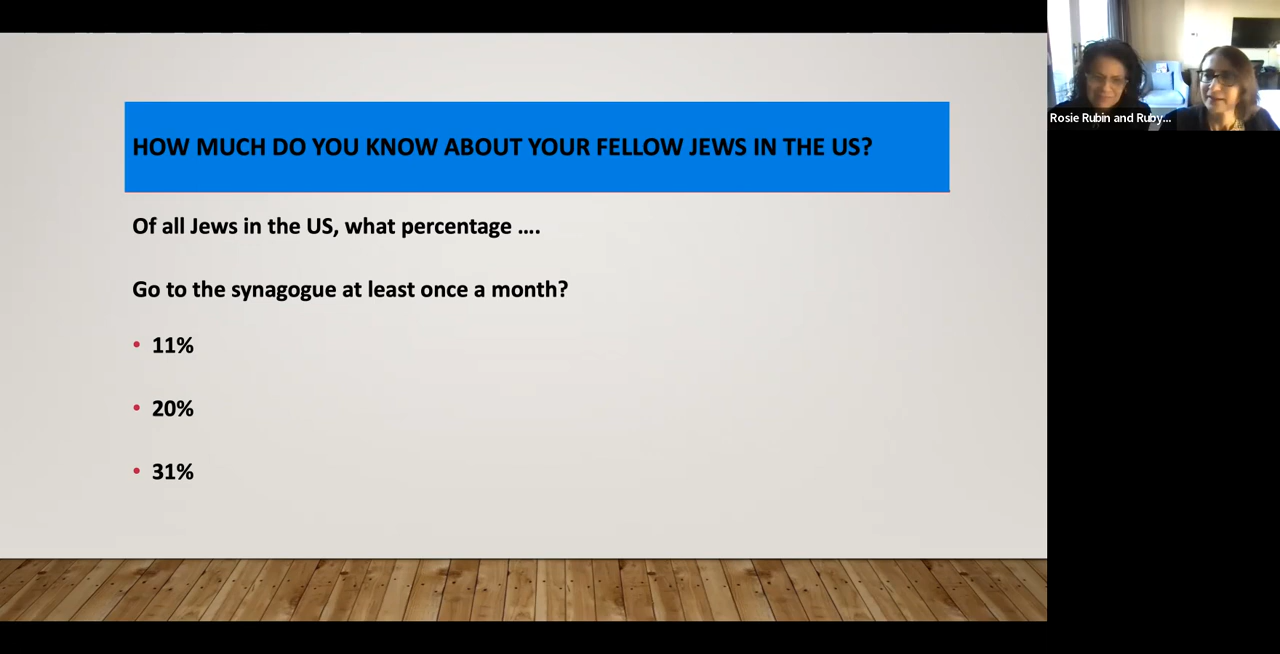 HOW MUCH DO YOU KNOW ABOUT YOUR FELLOW JEWS IN THE US?
Of all Jews in the US, what percentage ....
Go to the synagogue at least once a month?
• 11%
• 20%
• 31%
Rosie Rubin and Ruby...